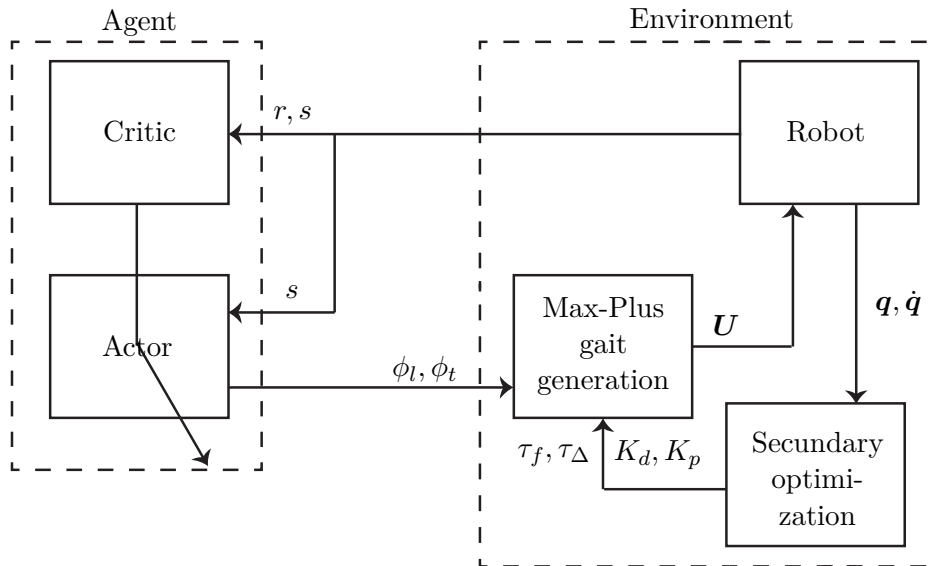 Agent
Environment
Critic
r, s
Robot
s
Actor
ϕ_l, ϕ_t
Max-Plus
gait
generation
U
q, q̇
τ_f, τ_Δ
K_d, K_p
Secundary
optimi-
zation